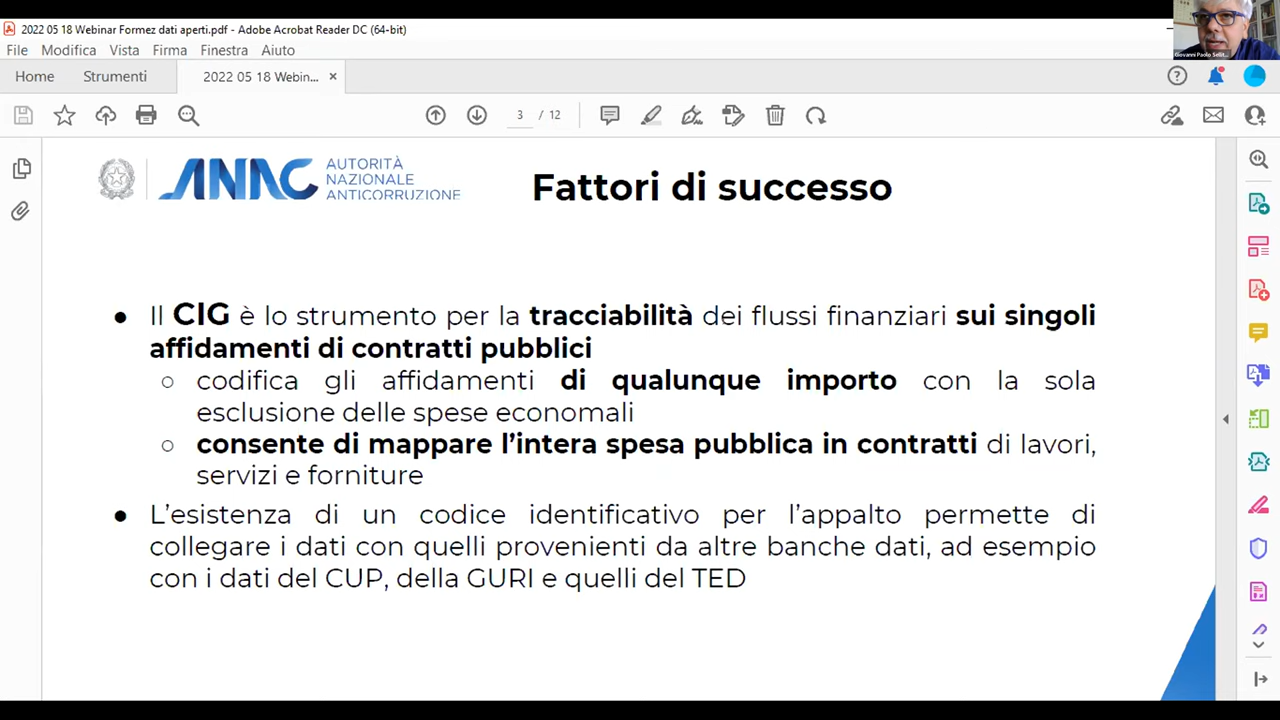 2022 05 18 Webinar Formez dati aperti.pdf - Adobe Acrobat Reader DC (64-bit)
File Modifica Vista Firma Finestra Aiuto
Home Strumenti 2022 05 18 Webin... ×
3 / 12
ANAC AUTORITÀ
NAZIONALE
ANTICORRUZIONE
Fattori di successo
● Il CIG è lo strumento per la tracciabilità dei flussi finanziari sui singoli
affidamenti di contratti pubblici
○ codifica gli affidamenti di qualunque importo con la sola
esclusione delle spese economali
○ consente di mappare l’intera spesa pubblica in contratti di lavori,
servizi e forniture
● L’esistenza di un codice identificativo per l’appalto permette di
collegare i dati con quelli provenienti da altre banche dati, ad esempio
con i dati del CUP, della GURI e quelli del TED
Giovanni Paolo Sellit...